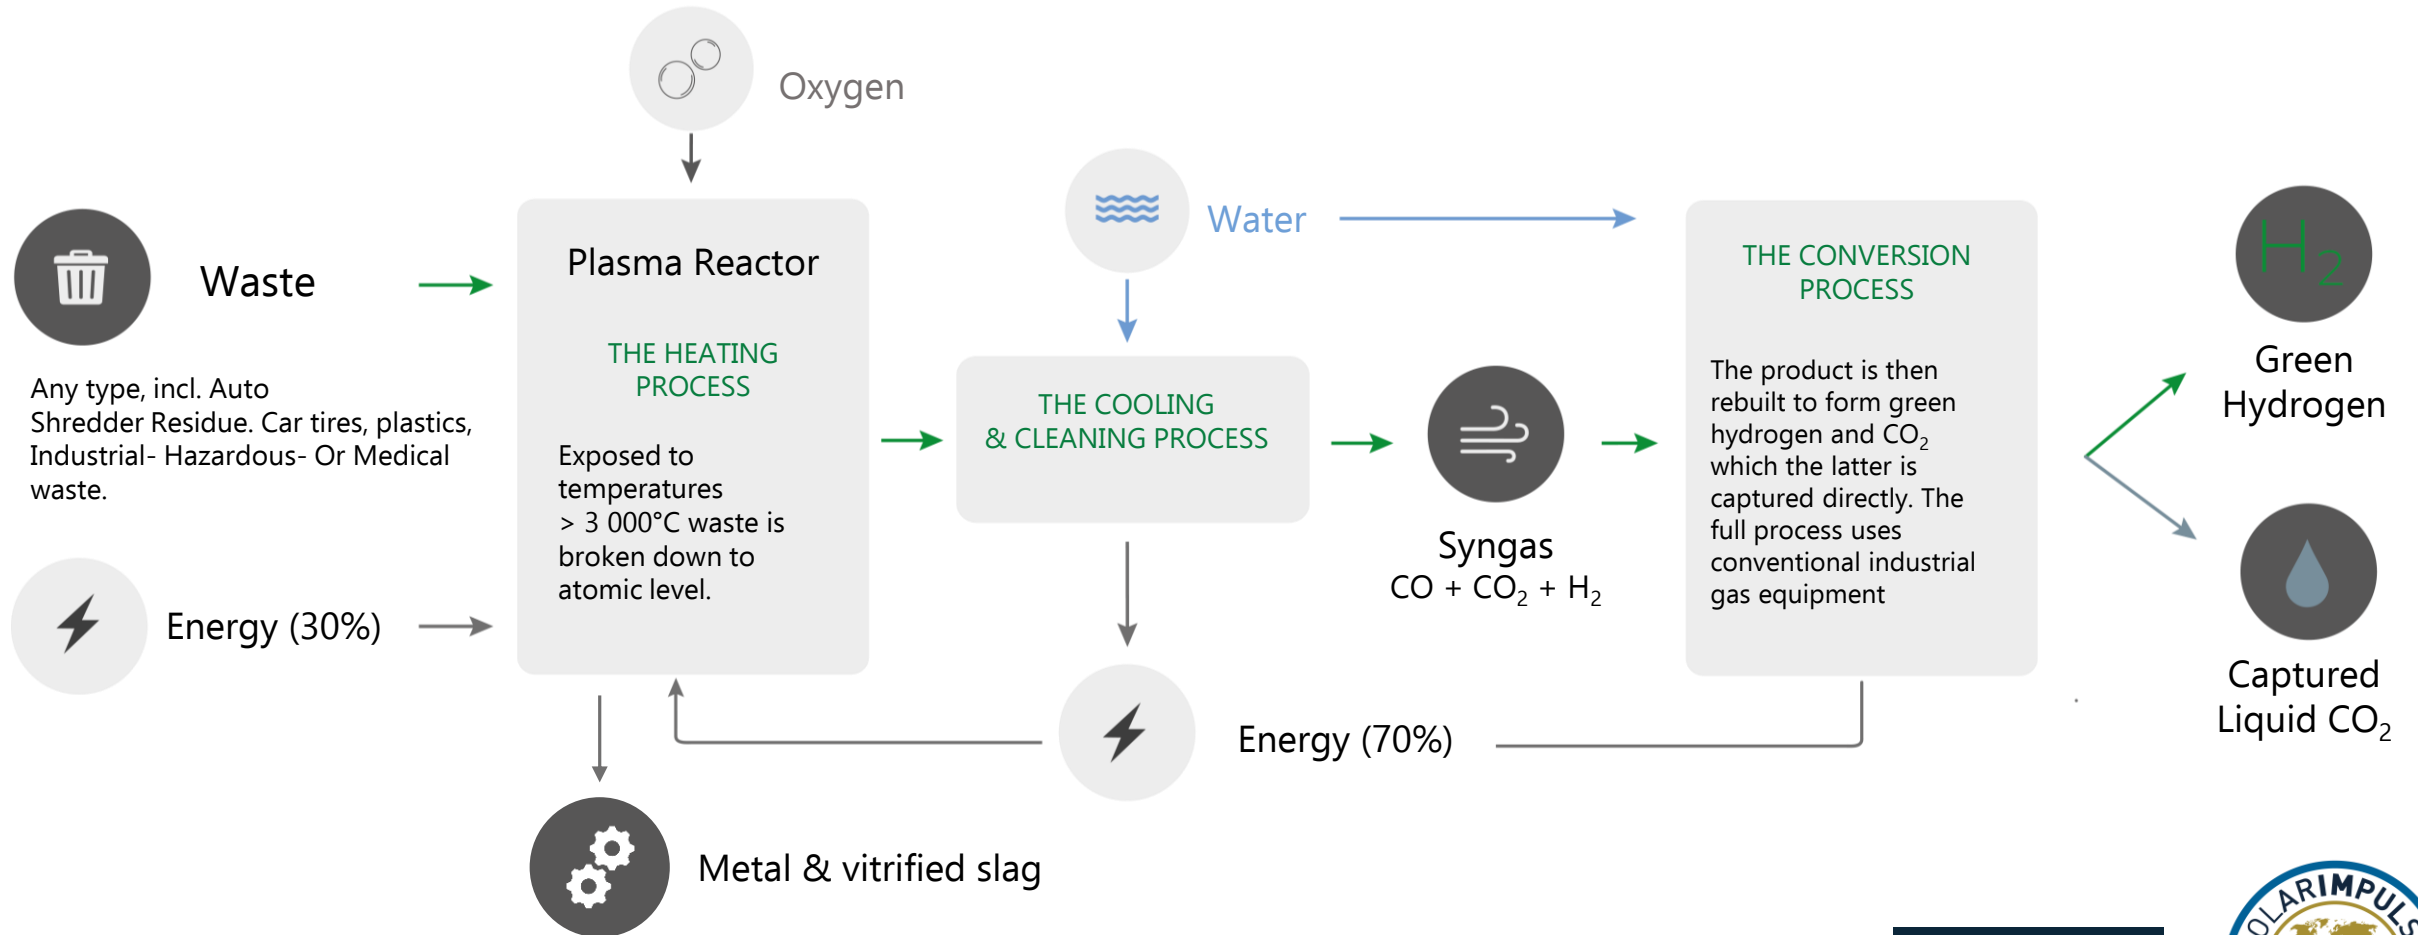 Oxygen
Water
Waste
Any type, incl. Auto
Shredder Residue. Car tires, plastics,
Industrial- Hazardous- Or Medical
waste.
Energy (30%)
Plasma Reactor
THE HEATING
PROCESS
Exposed to
temperatures
> 3 000°C waste is
broken down to
atomic level.
THE COOLING
& CLEANING PROCESS
Syngas
CO + CO₂ + H₂
THE CONVERSION
PROCESS
The product is then
rebuilt to form green
hydrogen and CO₂
which the latter is
captured directly. The
full process uses
conventional industrial
gas equipment
H₂
Green
Hydrogen
Captured
Liquid CO₂
Energy (70%)
Metal & vitrified slag
OLARIMPULS